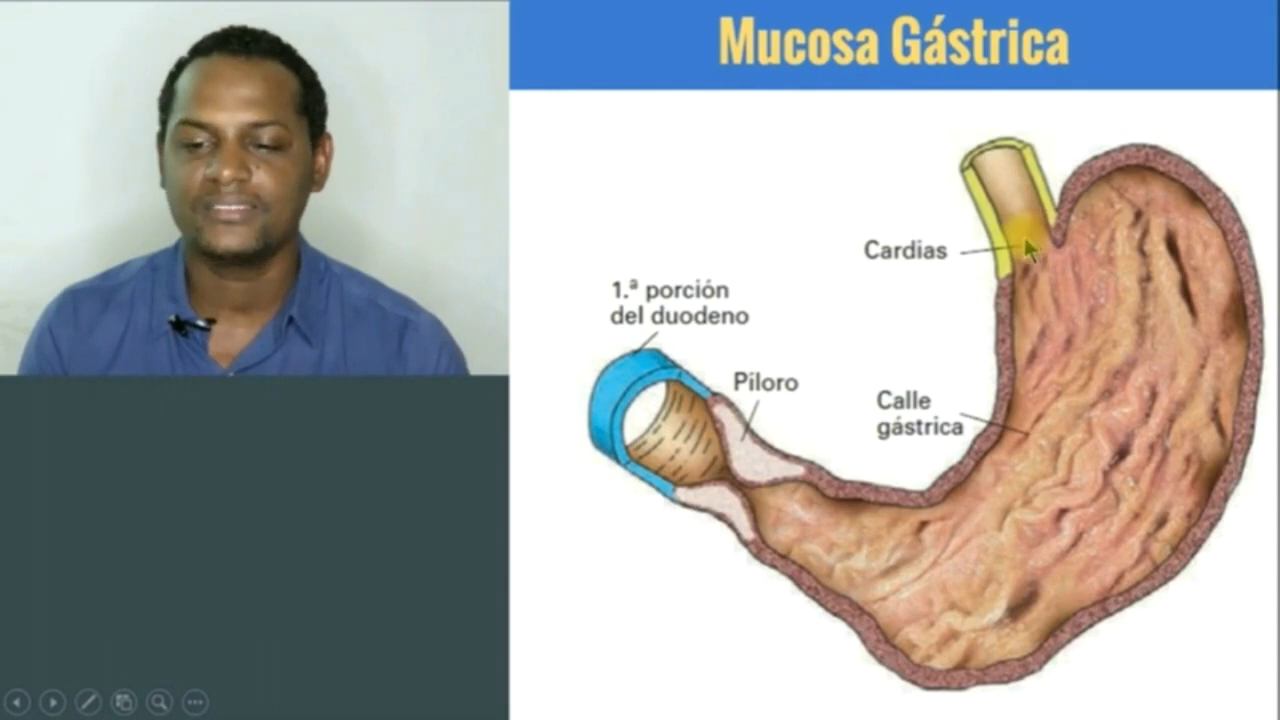 Mucosa Gástrica
Cardias
1.ª porción
del duodeno
Píloro
Calle
gástrica